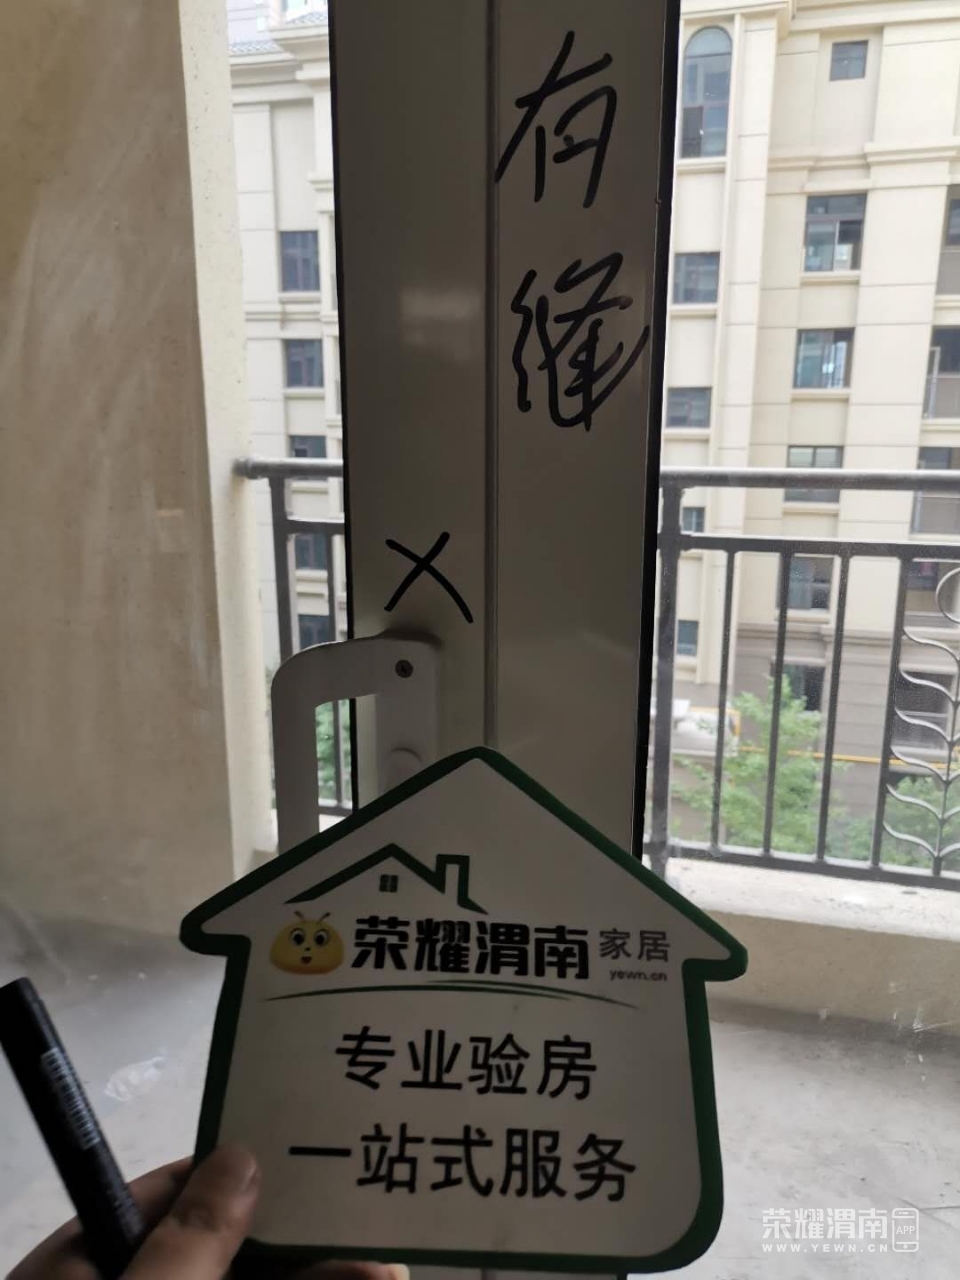 有
缝
X
荣耀渭南 家居
yewn.cn
专业验房
一站式服务
荣耀渭南 APP
WWW.YEWN.CN